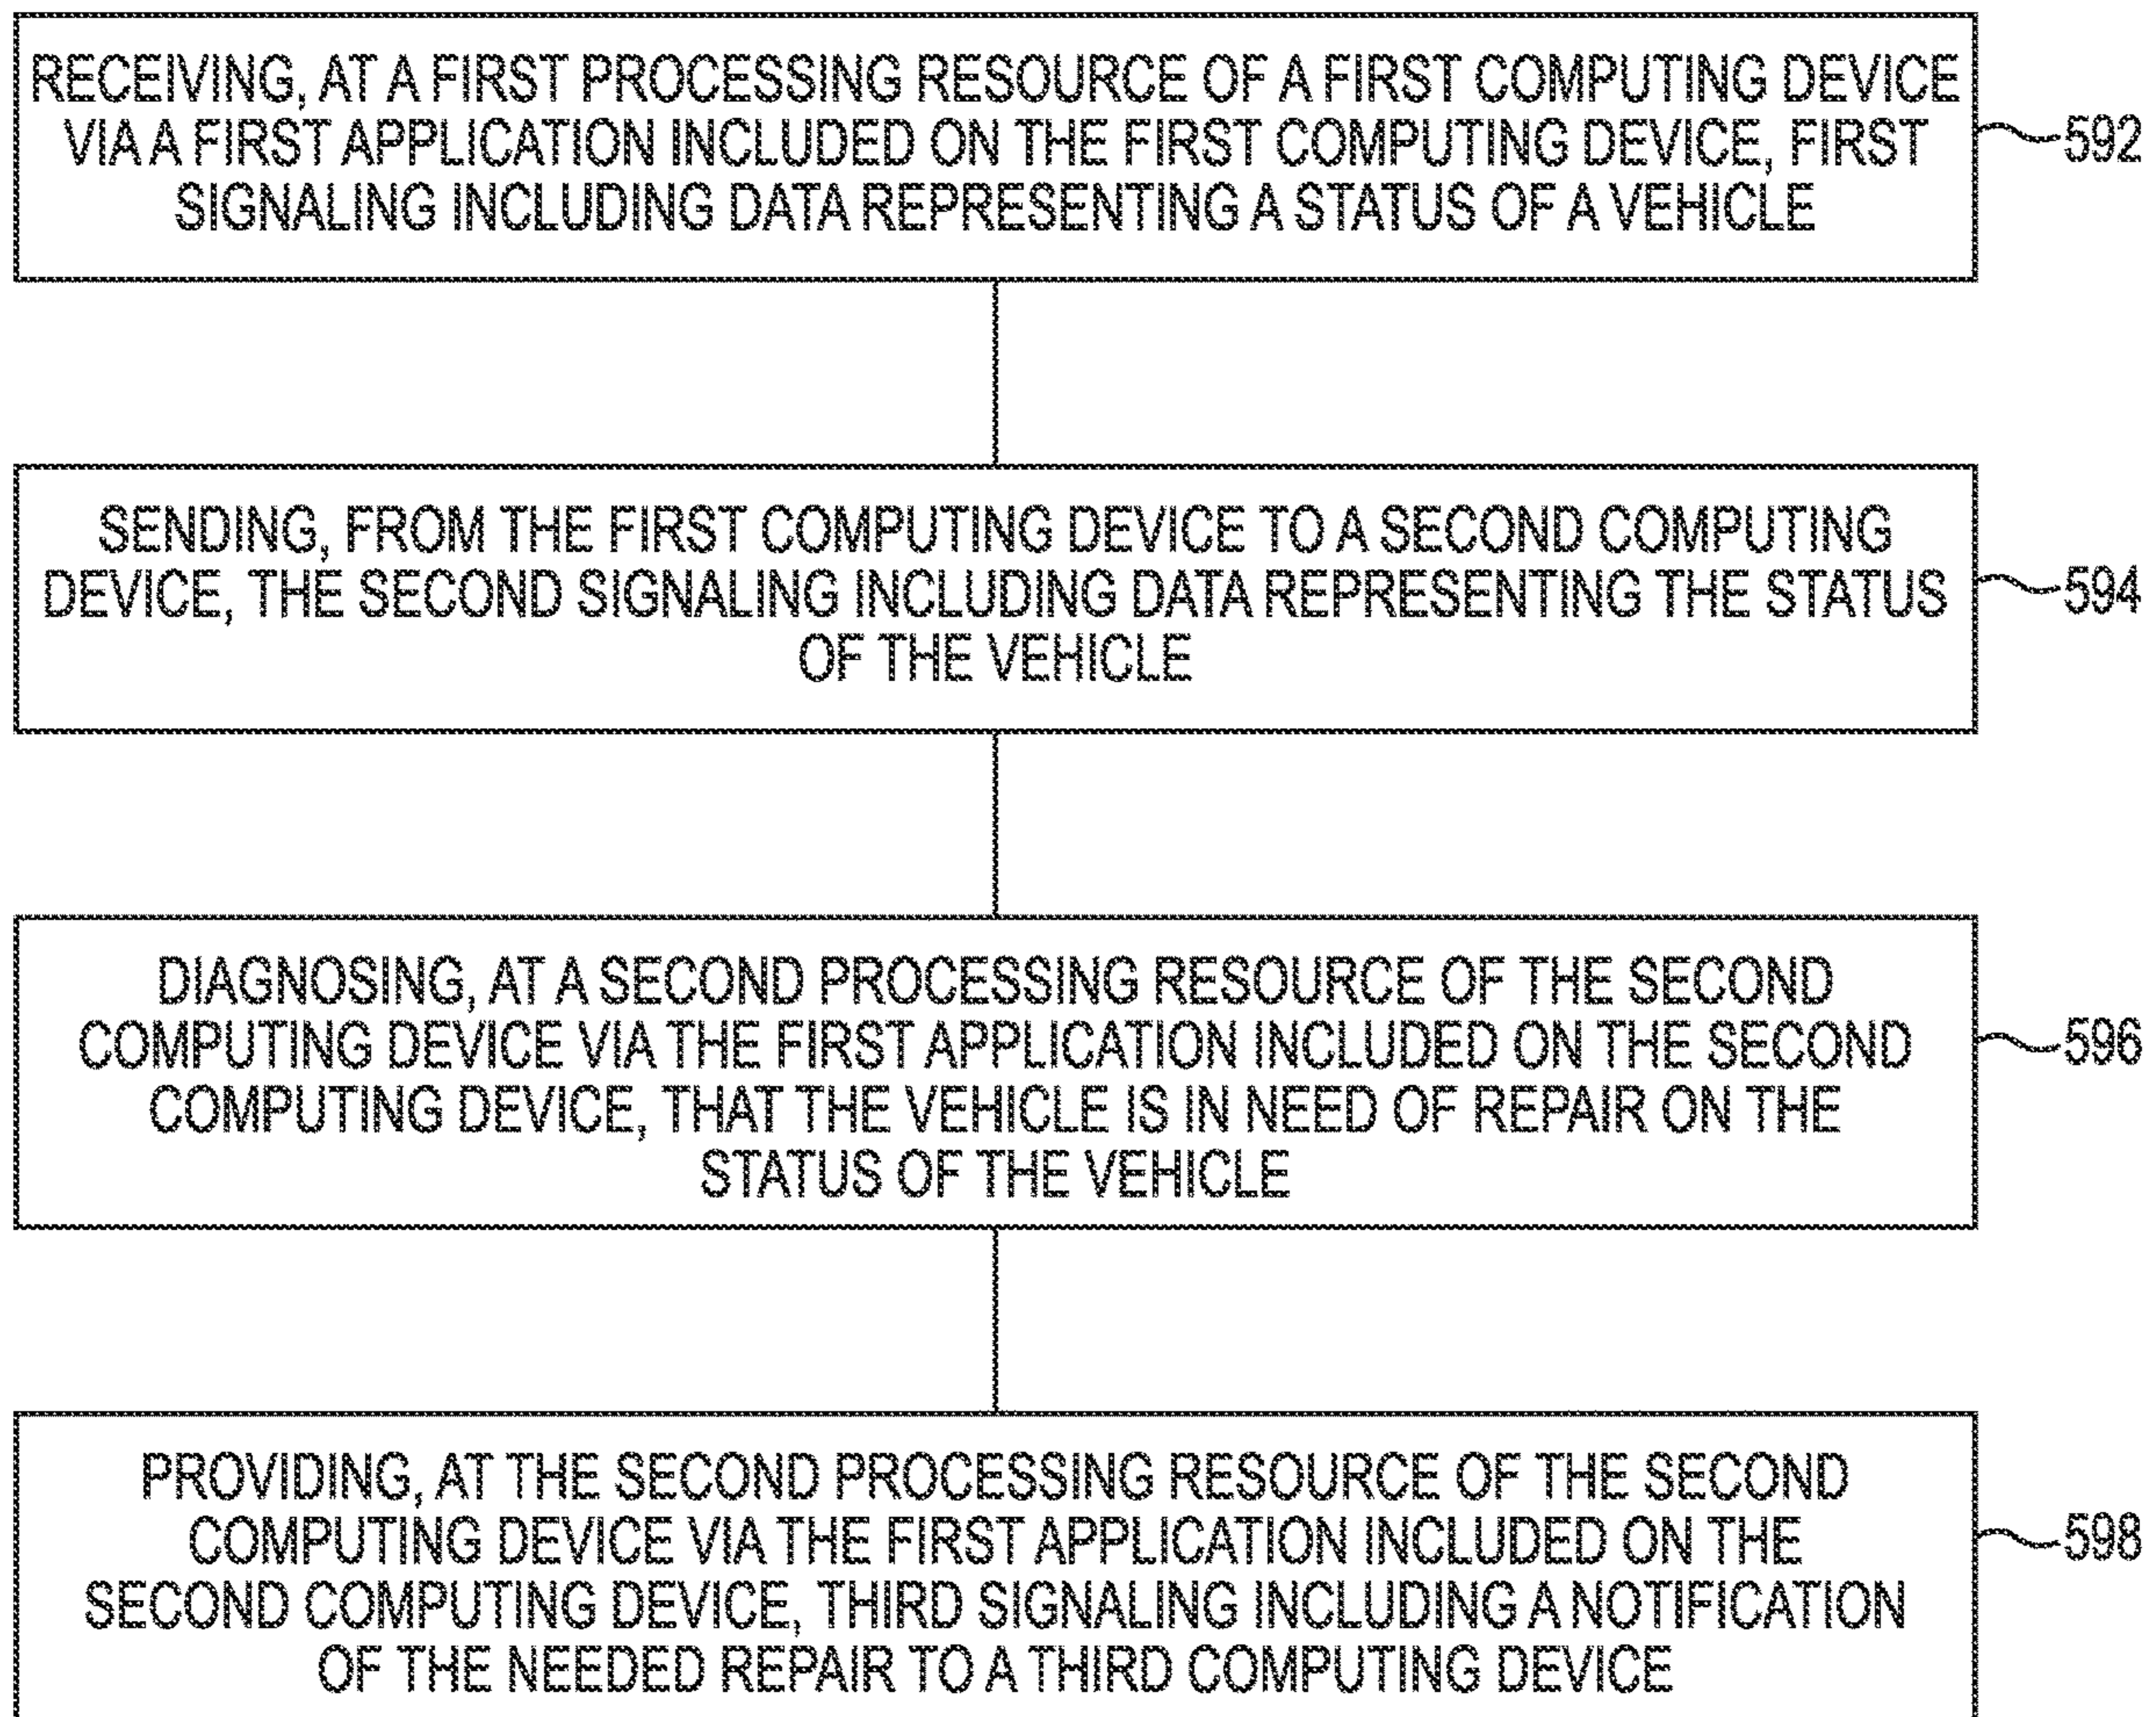 RECEIVING, AT A FIRST PROCESSING RESOURCE OF A FIRST COMPUTING DEVICE
VIA A FIRST APPLICATION INCLUDED ON THE FIRST COMPUTING DEVICE, FIRST
SIGNALING INCLUDING DATA REPRESENTING A STATUS OF A VEHICLE
592
SENDING, FROM THE FIRST COMPUTING DEVICE TO A SECOND COMPUTING
DEVICE, THE SECOND SIGNALING INCLUDING DATA REPRESENTING THE STATUS
OF THE VEHICLE
594
DIAGNOSING, AT A SECOND PROCESSING RESOURCE OF THE SECOND
COMPUTING DEVICE VIA THE FIRST APPLICATION INCLUDED ON THE SECOND
COMPUTING DEVICE, THAT THE VEHICLE IS IN NEED OF REPAIR ON THE
STATUS OF THE VEHICLE
596
PROVIDING, AT THE SECOND PROCESSING RESOURCE OF THE SECOND
COMPUTING DEVICE VIA THE FIRST APPLICATION INCLUDED ON THE
SECOND COMPUTING DEVICE, THIRD SIGNALING INCLUDING A NOTIFICATION
OF THE NEEDED REPAIR TO A THIRD COMPUTING DEVICE
598